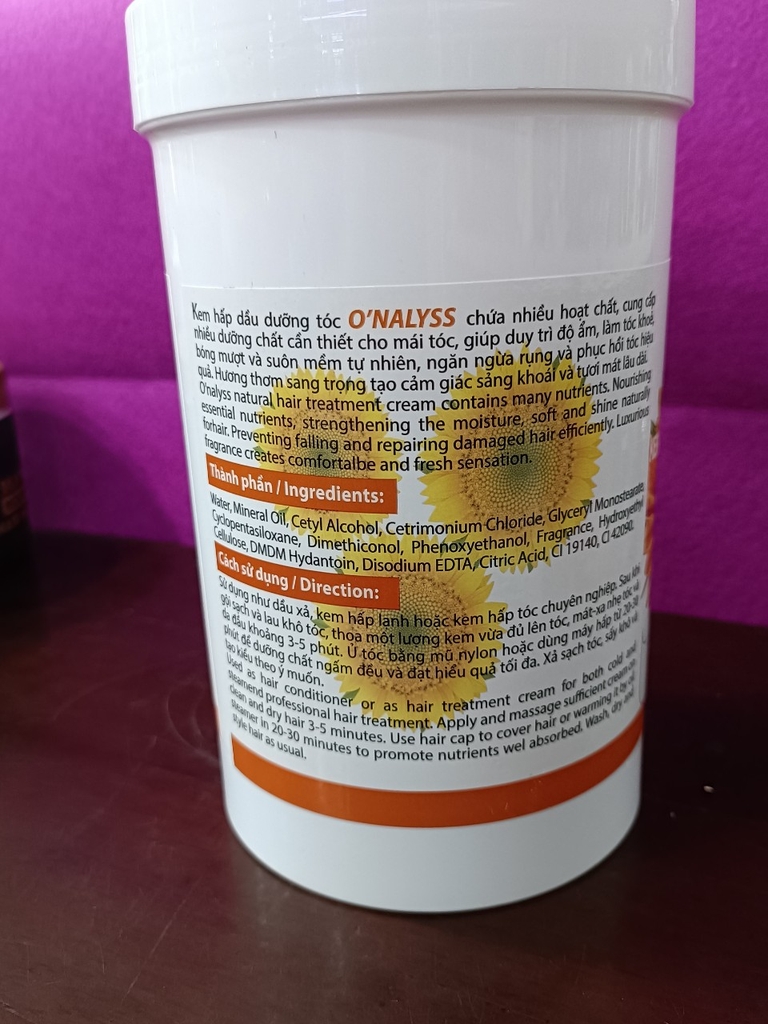 Kem hấp dầu dưỡng tóc O'NALYSS chứa nhiều hoạt chất, cung cấp
nhiều dưỡng chất cần thiết cho mái tóc, giúp duy trì độ ẩm, làm tóc khoẻ,
bóng mượt và suôn mềm tự nhiên, ngăn ngừa rụng và phục hồi tóc hiệu
quả. Hương thơm sang trọng tạo cảm giác sảng khoái và tươi mát lâu dài.
O'nalyss natural hair treatment cream contains many nutrients. Nourishing
essential nutrients, strengthening the moisture, soft and shine naturally
forhair. Preventing falling and repairing damaged hair efficiently. Luxurious
fragrance creates comfortalbe and fresh sensation.
Thành phần / Ingredients:
Water, Mineral Oil, Cetyl Alcohol, Cetrimonium Chloride, Glyceryl Monostearate,
Cyclopentasiloxane, Dimethiconol, Phenoxyethanol, Fragrance, Hydroxyethyl
Cellulose, DMDM Hydantoin, Disodium EDTA, Citric Acid, CI 19140, CI 42090.
Cách sử dụng / Direction:
Sử dụng như dầu xả, kem hấp lạnh hoặc kem hấp tóc chuyên nghiệp. Sau khi
gội sạch và lau khô tóc, thoa một lượng kem vừa đủ lên tóc, mát-xa nhẹ tóc và
da đầu khoảng 3-5 phút. Ủ tóc bằng mũ nylon hoặc dùng máy hấp từ 20-30
phút để dưỡng chất ngấm đều và đạt hiểu quả tối đa. Xả sạch tóc, sấy khô và
tạo kiểu theo ý muốn.
Used as hair conditioner or as hair treatment cream for both cold and
steamend professional hair treatment. Apply and massage sufficient cream on
clean and dry hair 3-5 minutes. Use hair cap to cover hair or warming it by
steamer in 20-30 minutes to promote nutrients wel absorbed. Wash, dry and
style hair as usual.